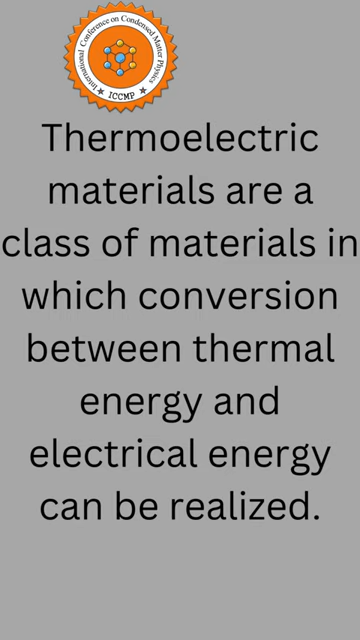 International Conference on Condensed Matter Physics
ICCMP
Thermoelectric
materials are a
class of materials in
which conversion
between thermal
energy and
electrical energy
can be realized.